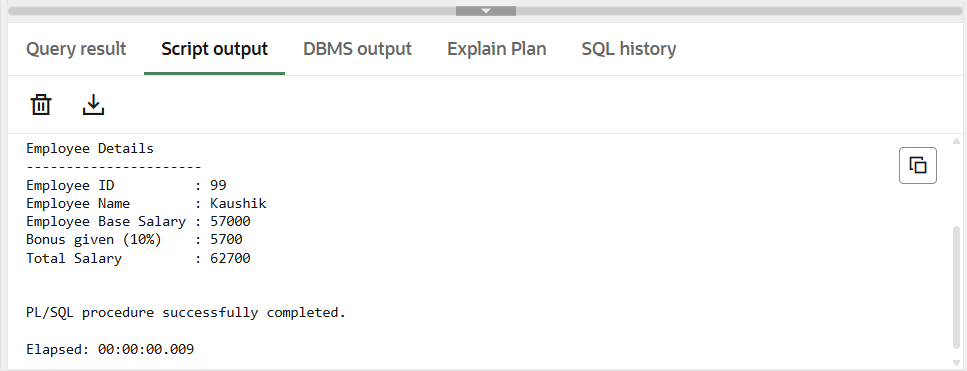 Query result Script output DBMS output Explain Plan SQL history
Employee Details
----------------------
Employee ID          : 99
Employee Name        : Kaushik
Employee Base Salary : 57000
Bonus given (10%)    : 5700
Total Salary         : 62700
PL/SQL procedure successfully completed.
Elapsed: 00:00:00.009